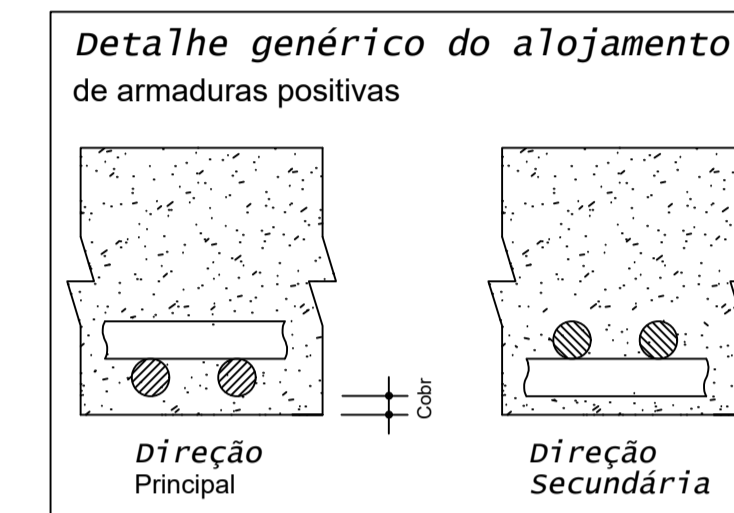 Detalhe genérico do alojamento
de armaduras positivas
Cobr
Direção
Principal
Direção
Secundária